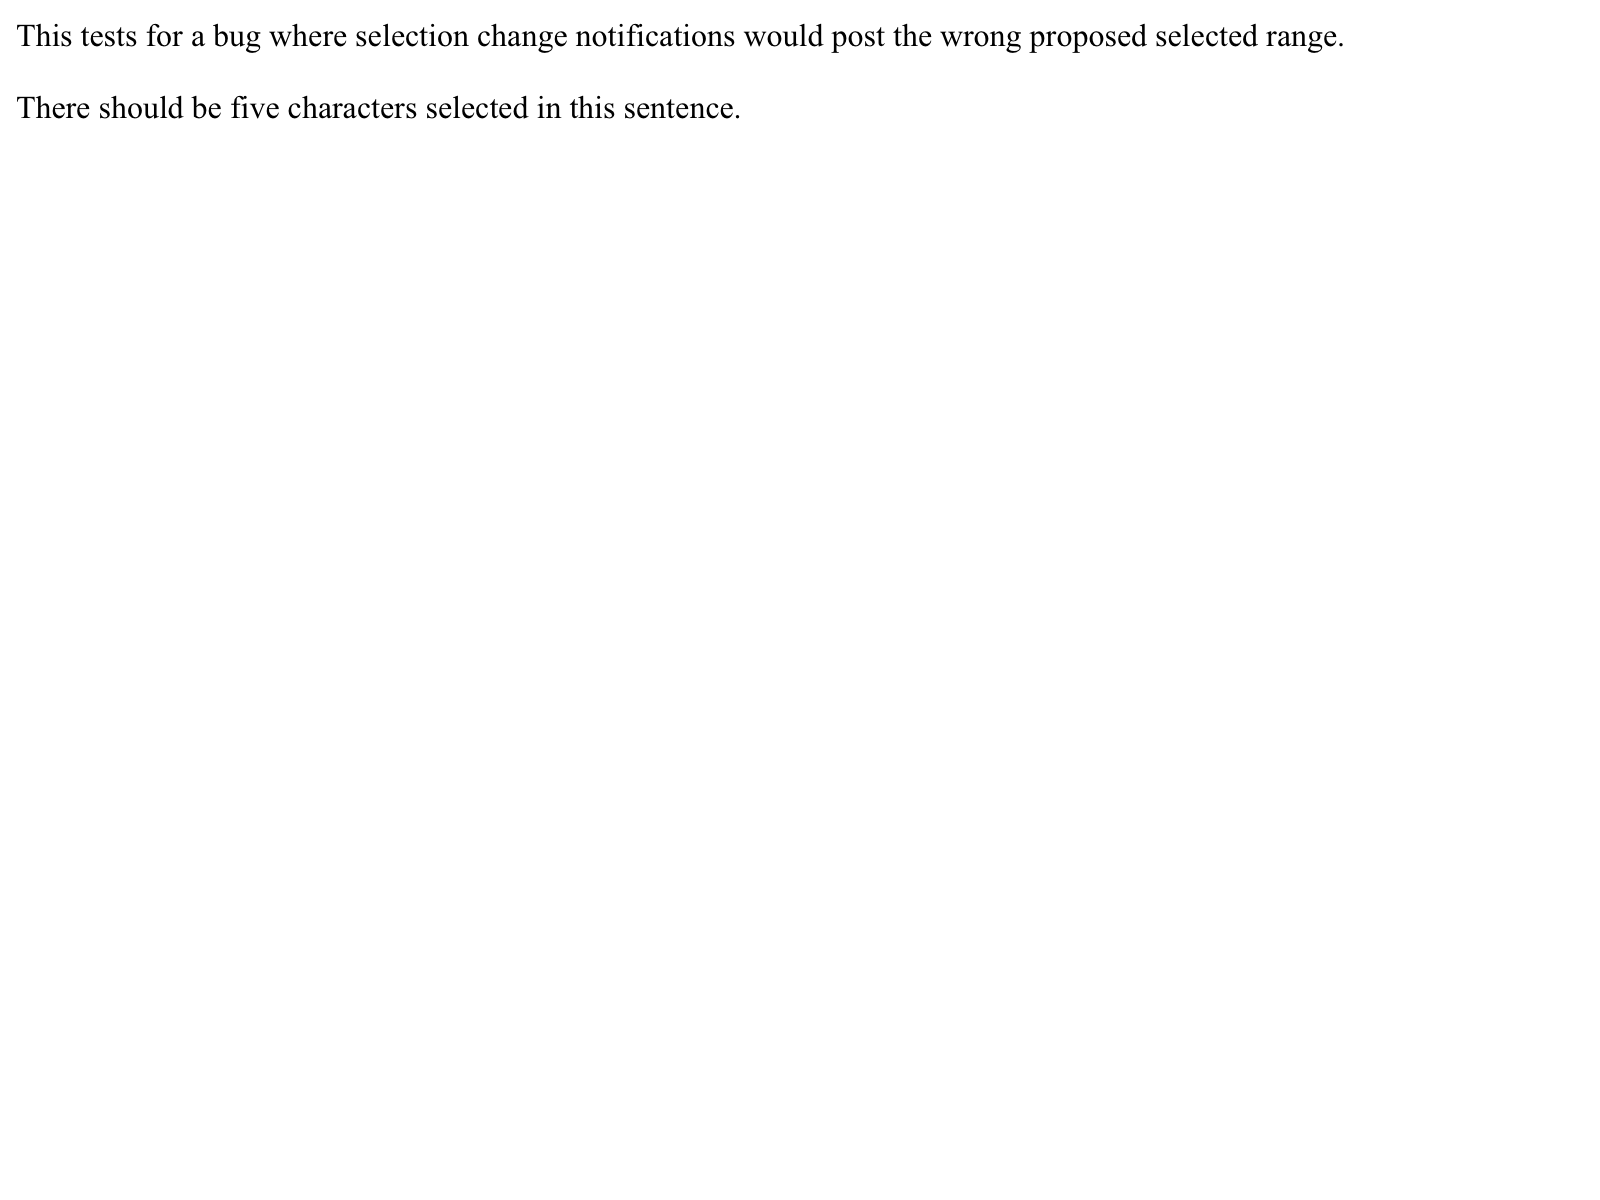 This tests for a bug where selection change notifications would post the wrong proposed selected range.
There should be five characters selected in this sentence.